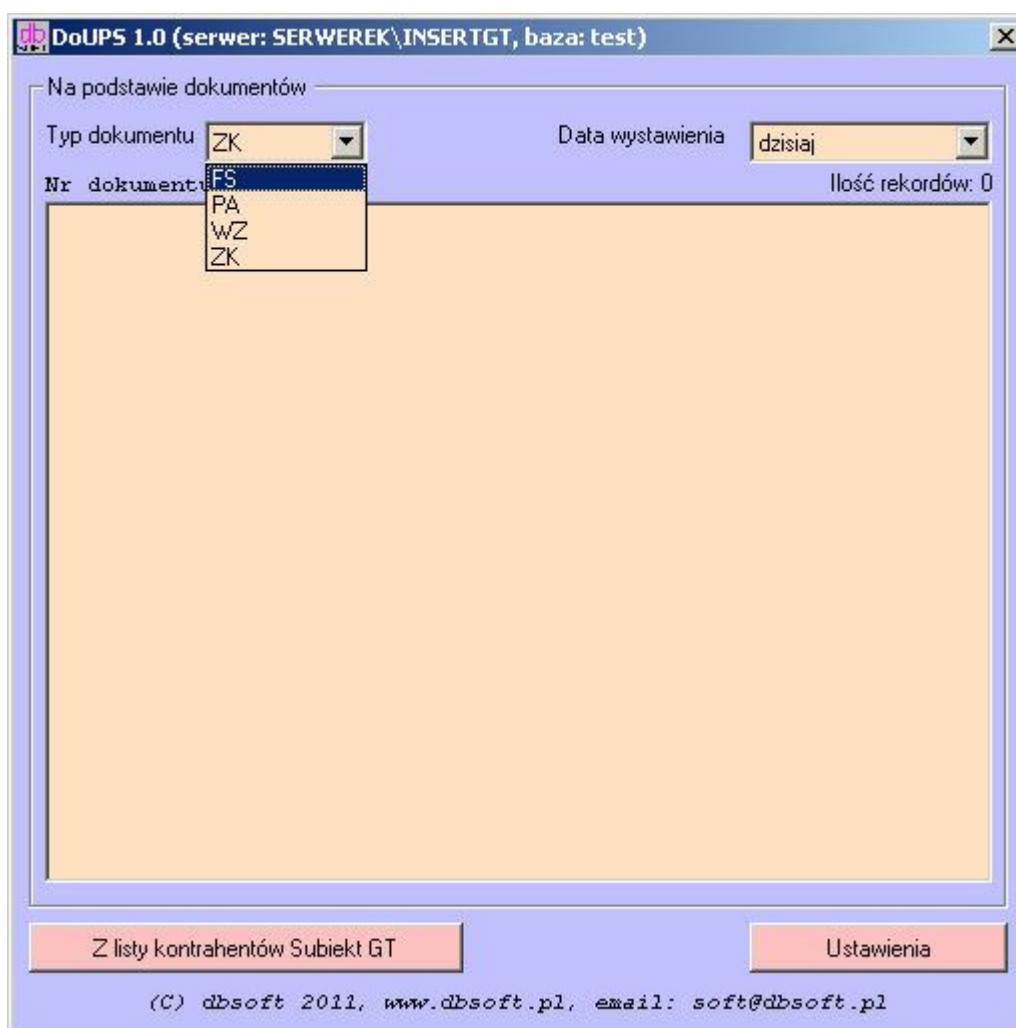 DoUPS 1.0 (serwer: SERWEREK\INSERTGT, baza: test)
Na podstawie dokumentów
Typ dokumentu ZK Data wystawienia dzisiaj
Nr dokumentu Ilość rekordów: 0
FS
PA
WZ
ZK
Z listy kontrahentów Subiekt GT Ustawienia
(C) dbsoft 2011, www.dbsoft.pl, email: soft@dbsoft.pl